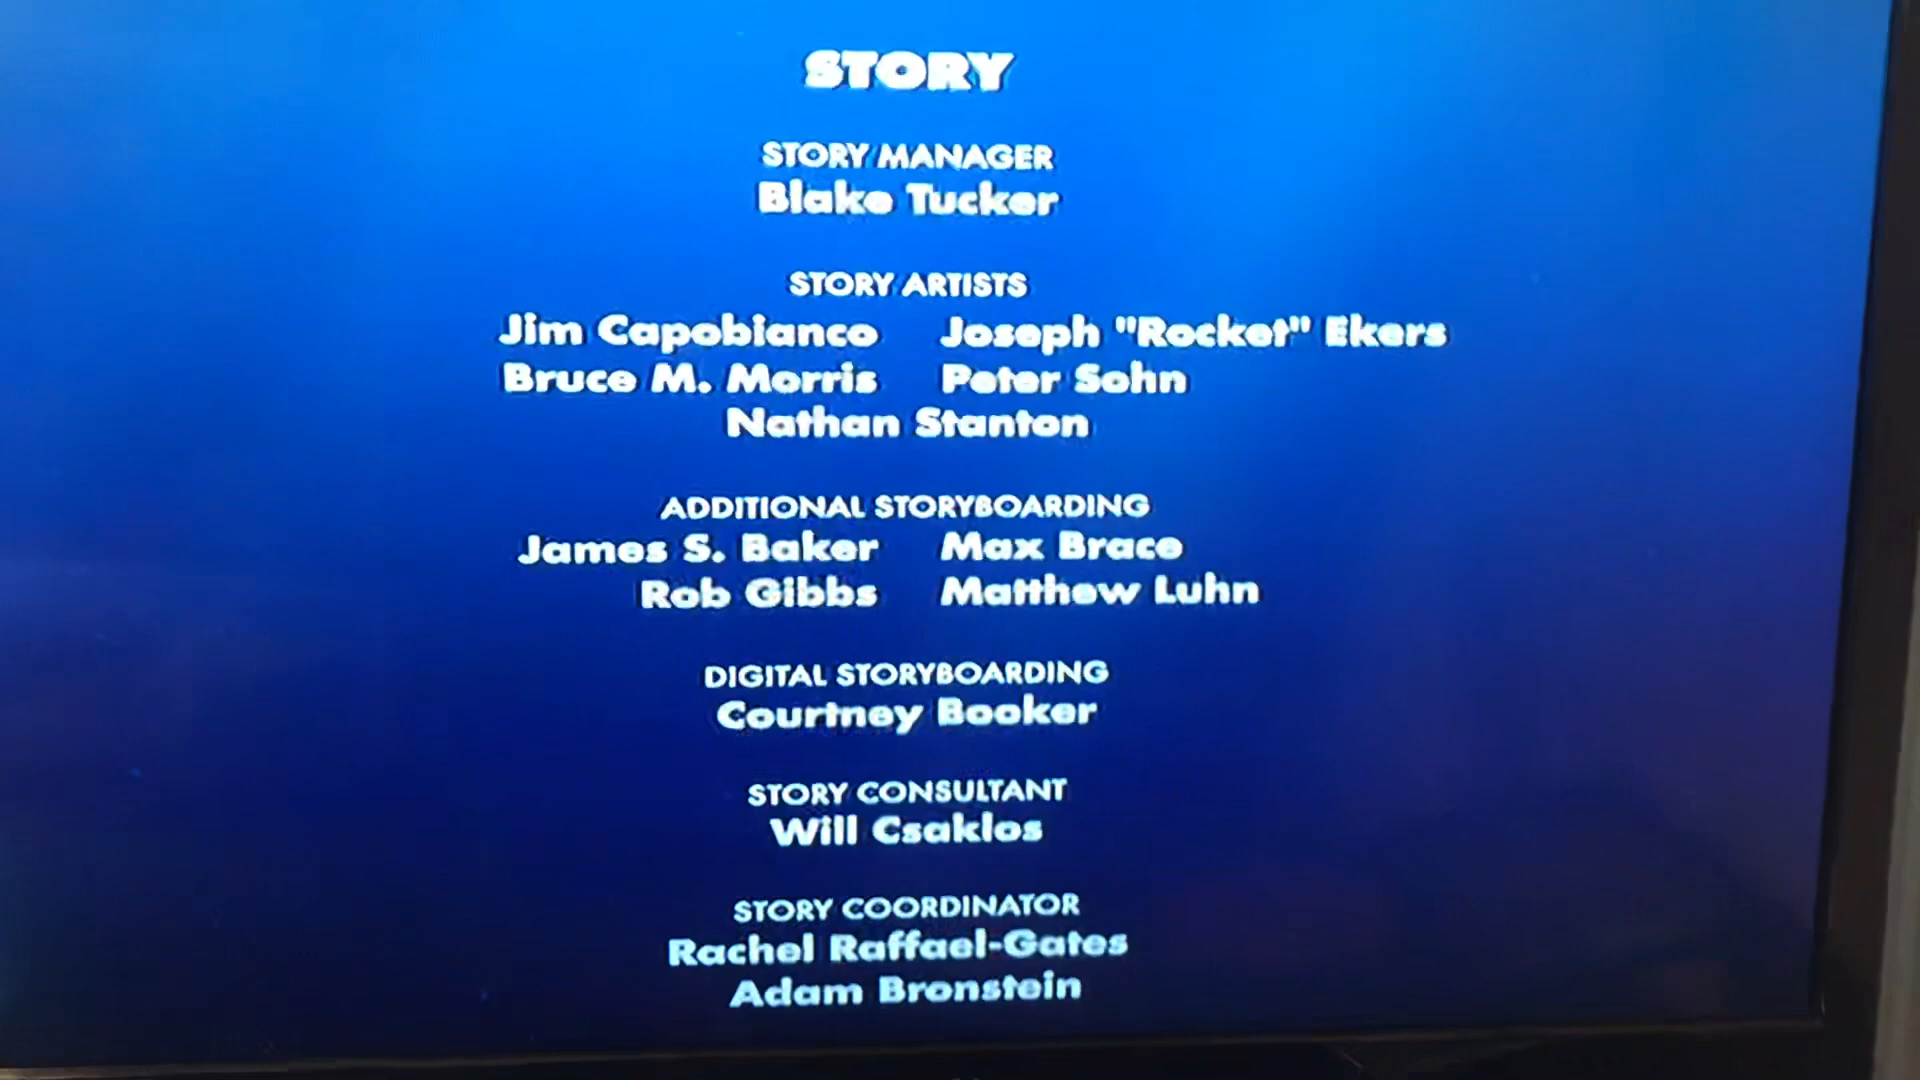 STORY
STORY MANAGER
Blake Tucker
STORY ARTISTS
Jim Capobianco Joseph "Rocket" Ekers
Bruce M. Morris Peter Sohn
Nathan Stanton
ADDITIONAL STORYBOARDING
James S. Baker Max Brace
Rob Gibbs Matthew Luhn
DIGITAL STORYBOARDING
Courtney Booker
STORY CONSULTANT
Will Csaklos
STORY COORDINATOR
Rachel Raffael-Gates
Adam Bronstein